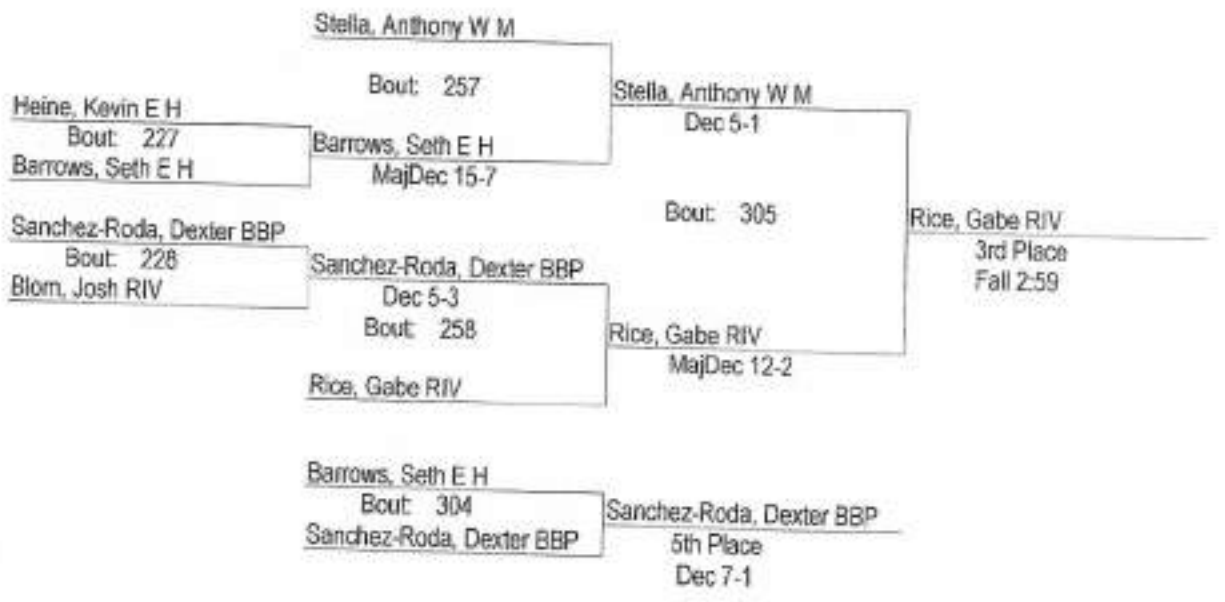 Stella, Anthony W M
Bout: 257
Stella, Anthony W M
Dec 5-1
Heine, Kevin E H
Bout: 227
Barrows, Seth E H
Barrows, Seth E H
MajDec 15-7
Bout: 305
Rice, Gabe RIV
3rd Place
Fall 2:59
Sanchez-Roda, Dexter BBP
Bout: 228
Blom, Josh RIV
Sanchez-Roda, Dexter BBP
Dec 5-3
Bout: 258
Rice, Gabe RIV
MajDec 12-2
Rice, Gabe RIV
Barrows, Seth E H
Bout: 304
Sanchez-Roda, Dexter BBP
Sanchez-Roda, Dexter BBP
5th Place
Dec 7-1